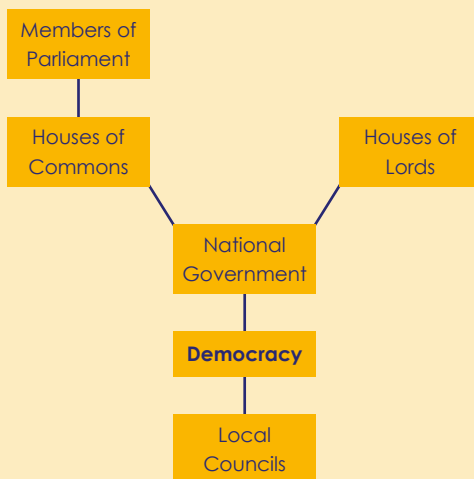 Members of
Parliament
Houses of
Commons
Houses of
Lords
National
Government
Democracy
Local
Councils